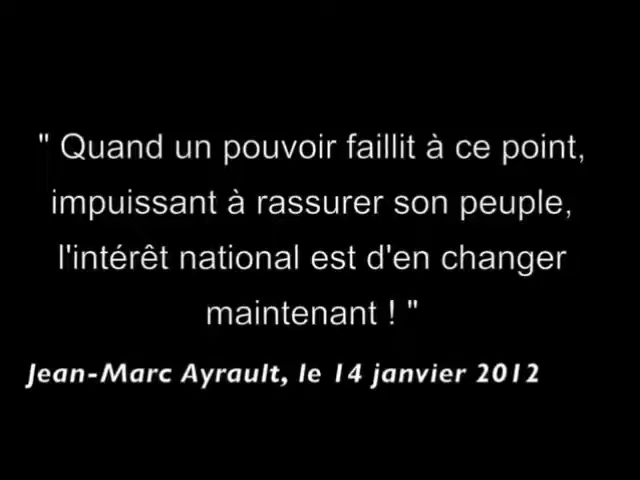 " Quand un pouvoir faillit à ce point,
impuissant à rassurer son peuple,
l'intérêt national est d'en changer
maintenant ! "
Jean-Marc Ayrault, le 14 janvier 2012